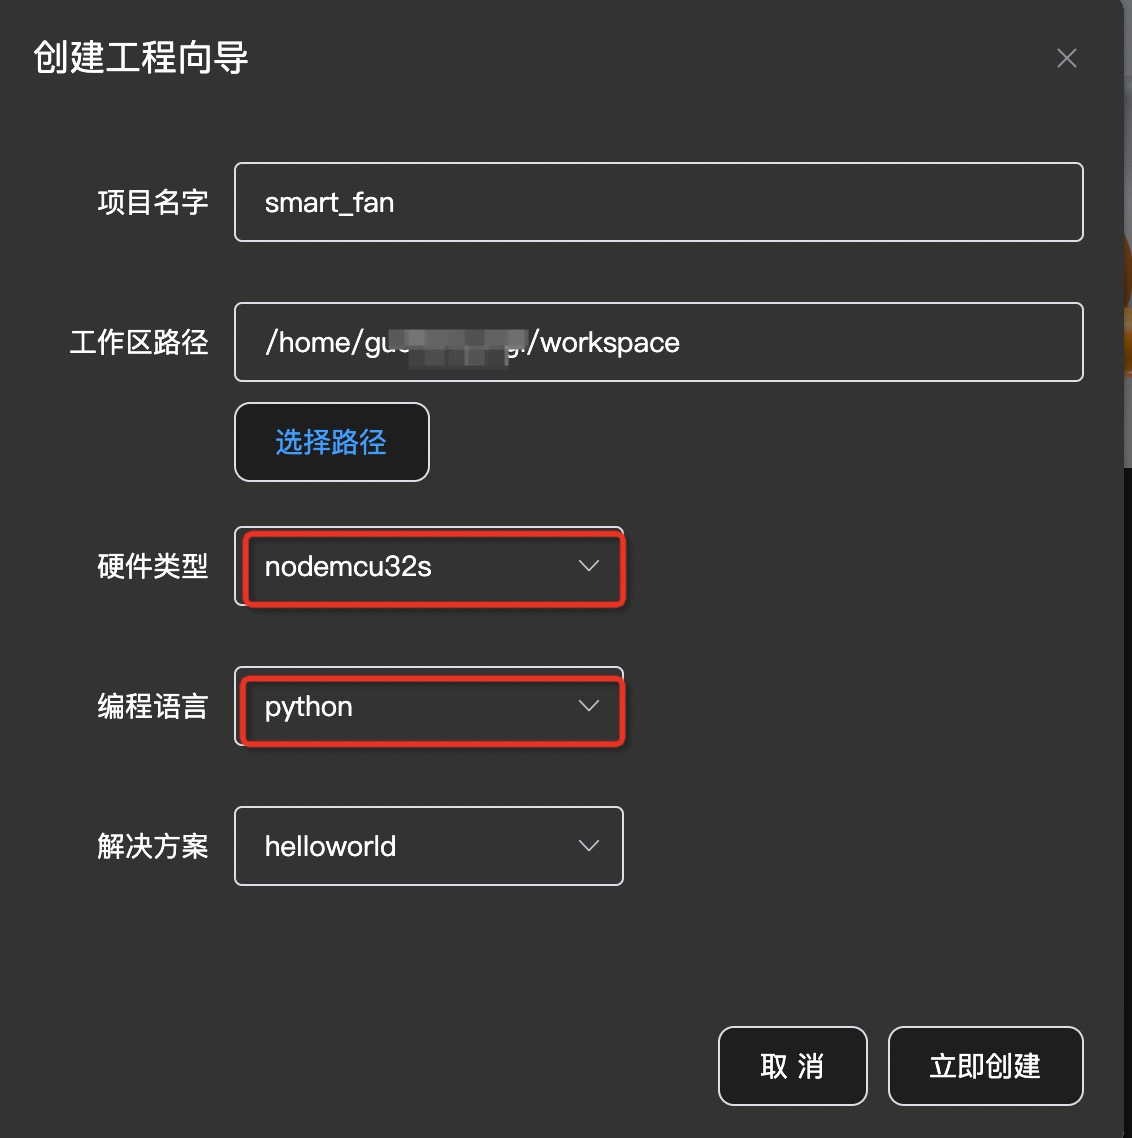 创建工程向导
项目名字 smart_fan
工作区路径 /home/ /workspace
选择路径
硬件类型 nodemcu32s
编程语言 python
解决方案 helloworld
取 消 立即创建